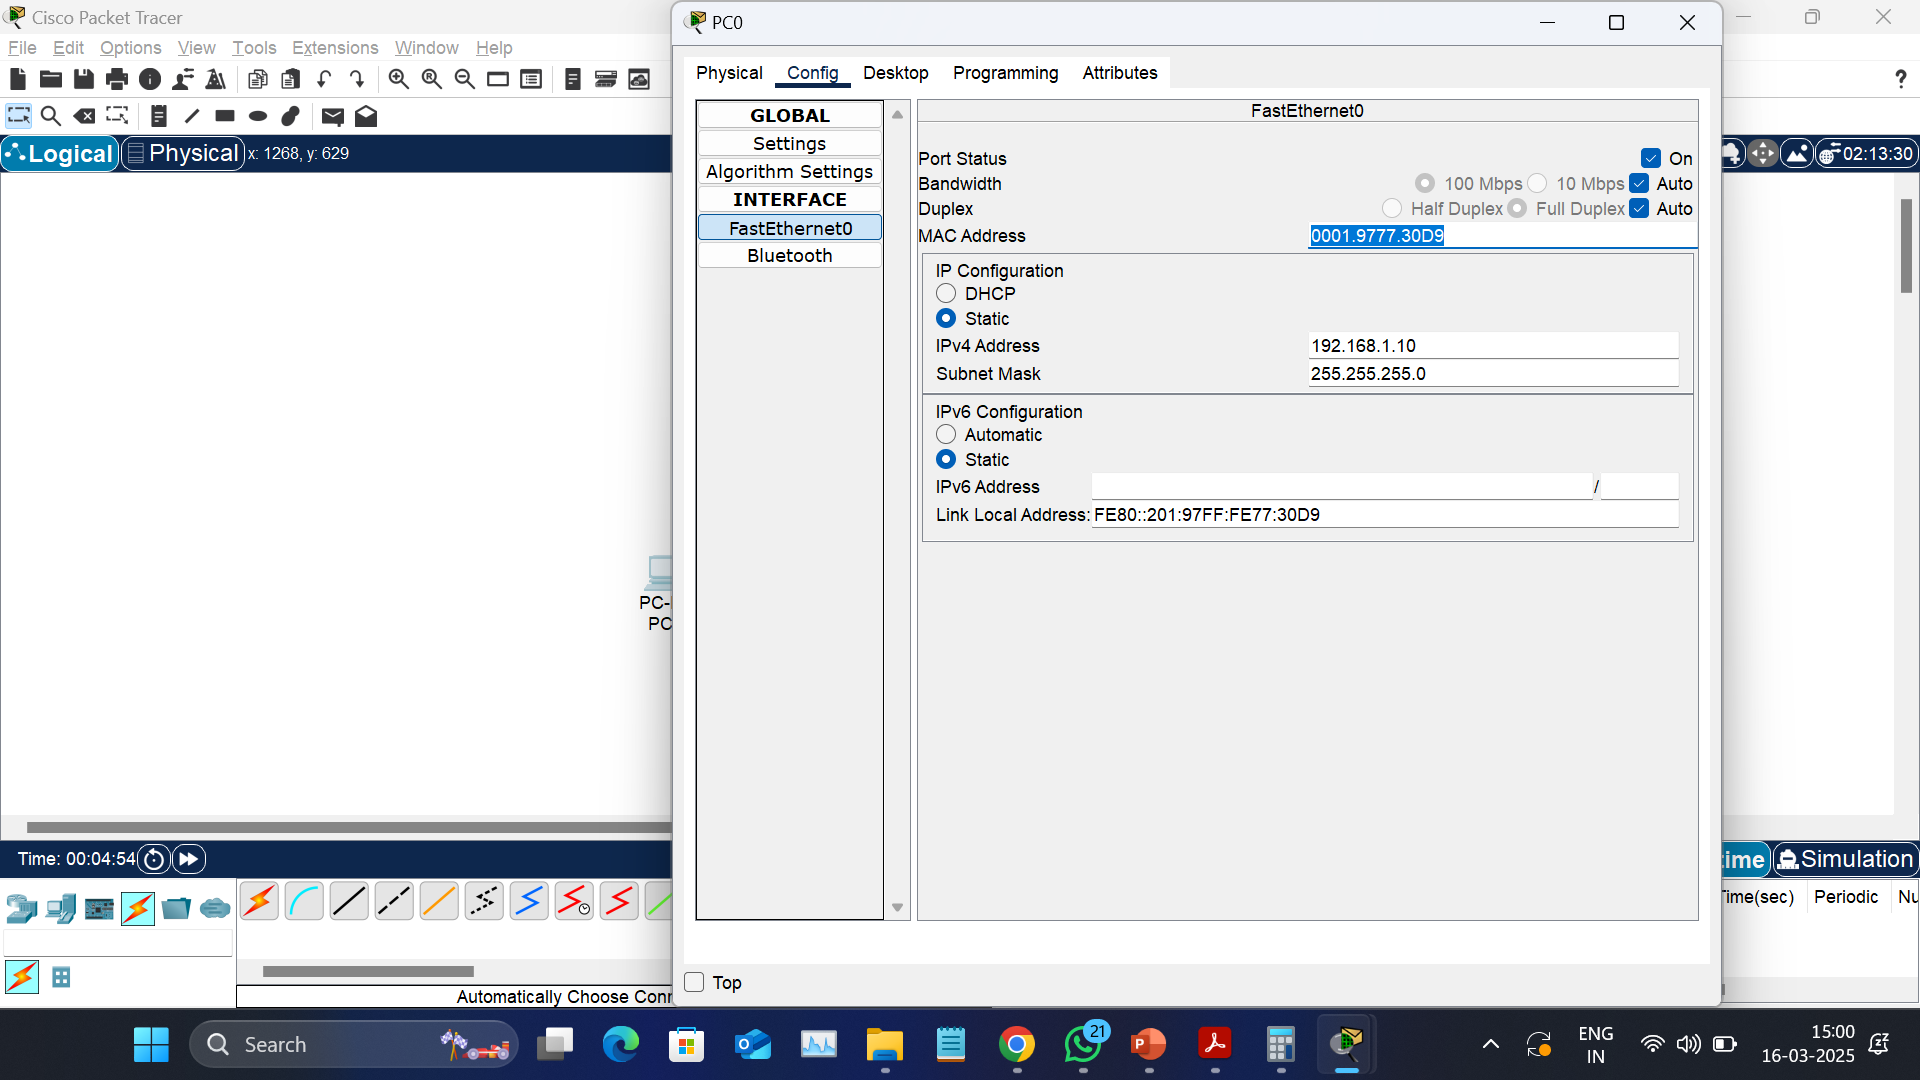 Cisco Packet Tracer
File Edit Options View Tools Extensions Window Help
Logical Physical x: 1268, y: 629
PC0
Physical Config Desktop Programming Attributes
GLOBAL
Settings
Algorithm Settings
INTERFACE
FastEthernet0
Bluetooth
FastEthernet0
Port Status On
Bandwidth 100 Mbps 10 Mbps Auto
Duplex Half Duplex Full Duplex Auto
MAC Address 0001.9777.30D9
IP Configuration
DHCP
Static
IPv4 Address 192.168.1.10
Subnet Mask 255.255.255.0
IPv6 Configuration
Automatic
Static
IPv6 Address /
Link Local Address: FE80::201:97FF:FE77:30D9
Top
?
02:13:30
PC-
PC
Time: 00:04:54
ime Simulation
Time(sec) Periodic Nu
Automatically Choose Conn
Search
21
ENG
IN
15:00
16-03-2025